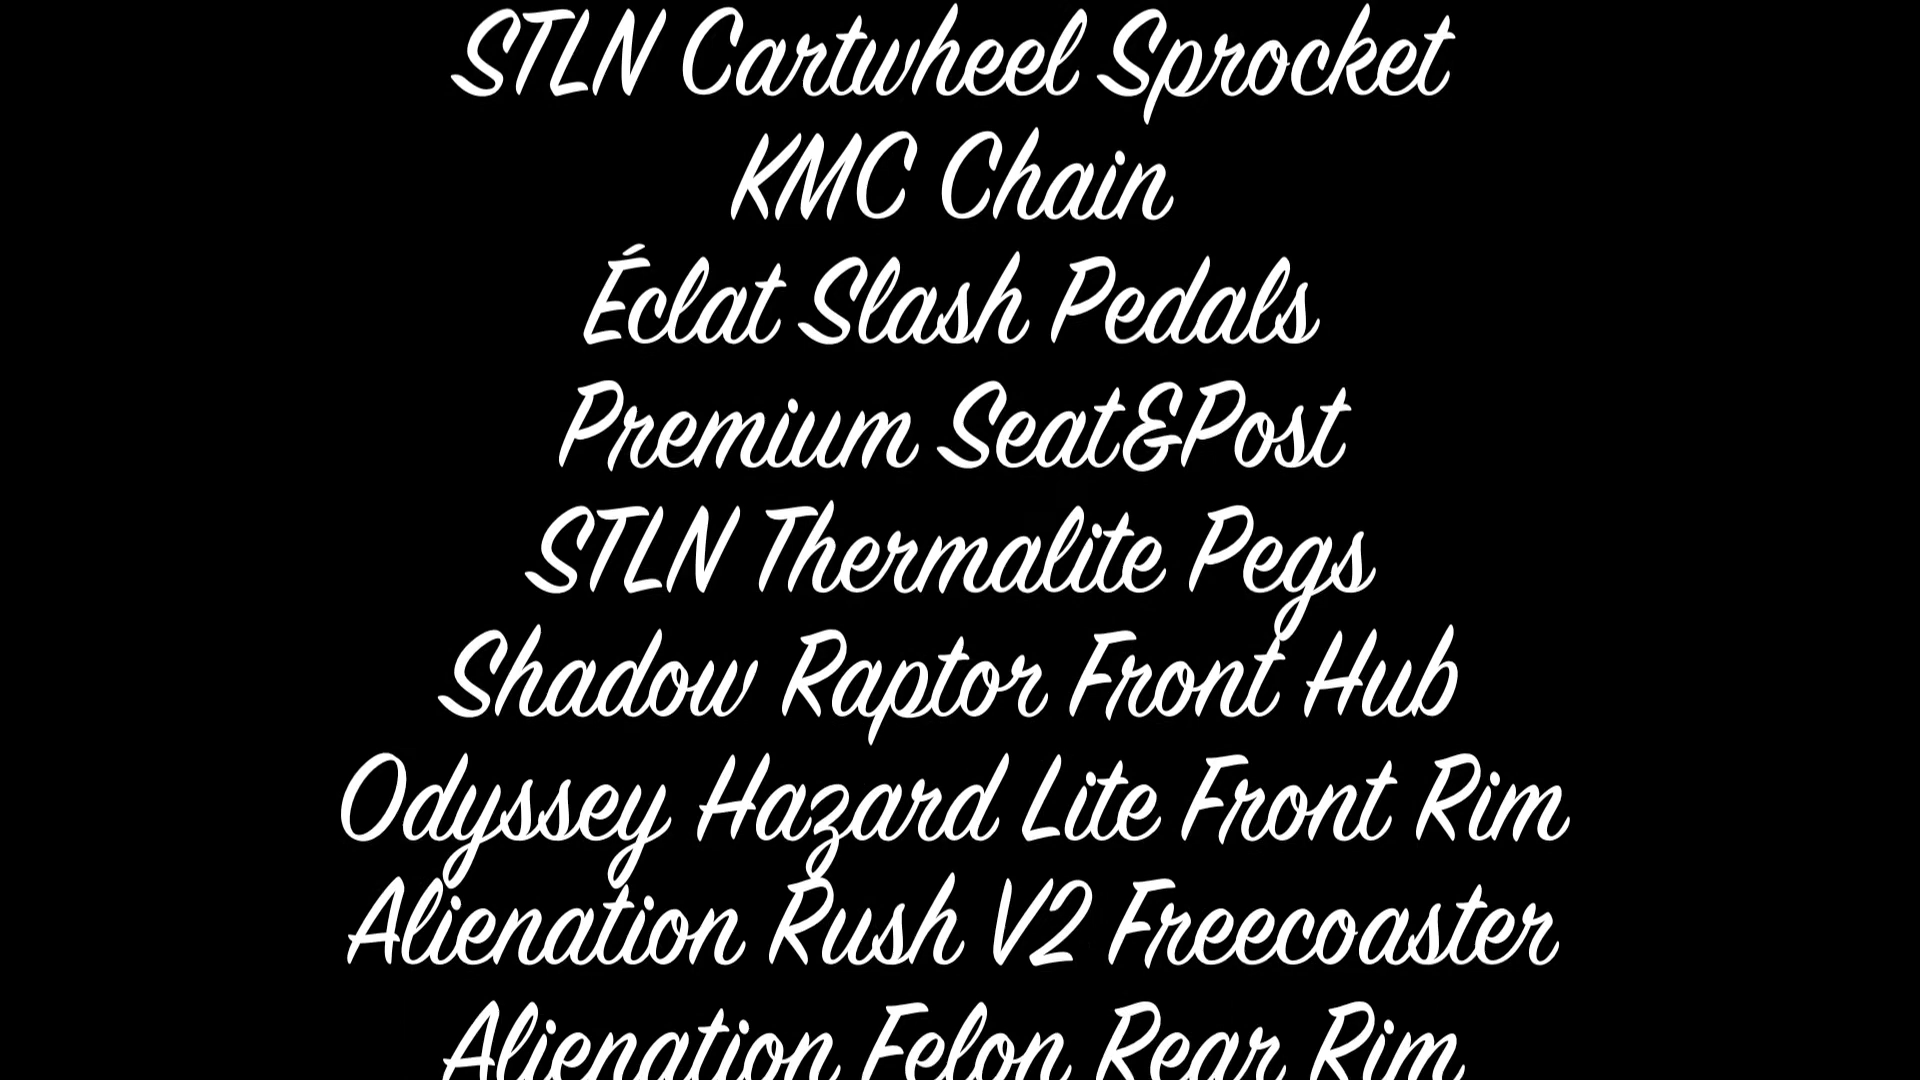 STLN Cartwheel Sprocket
KMC Chain
Éclat Slash Pedals
Premium Seat&Post
STLN Thermalite Pegs
Shadow Raptor Front Hub
Odyssey Hazard Lite Front Rim
Alienation Rush V2 Freecoaster
Alienation Felon Rear Rim